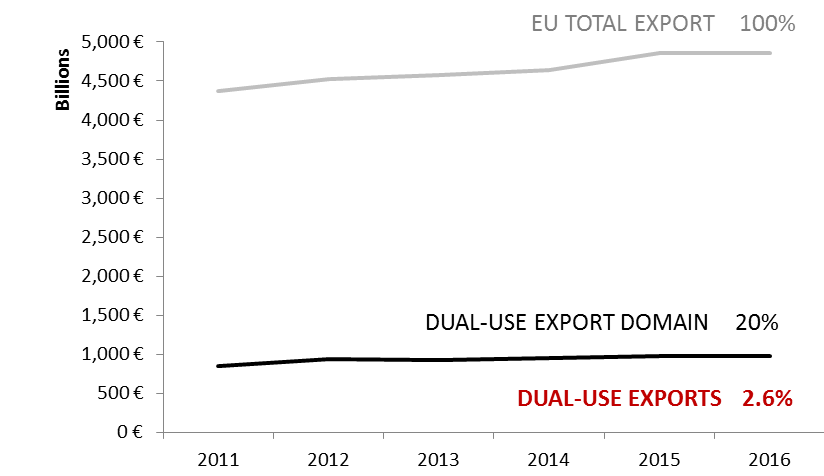 EU TOTAL EXPORT 100%
Billions
5,000 €
4,500 €
4,000 €
3,500 €
3,000 €
2,500 €
2,000 €
1,500 €
1,000 €
500 €
0 €
DUAL-USE EXPORT DOMAIN 20%
DUAL-USE EXPORTS 2.6%
2011 2012 2013 2014 2015 2016